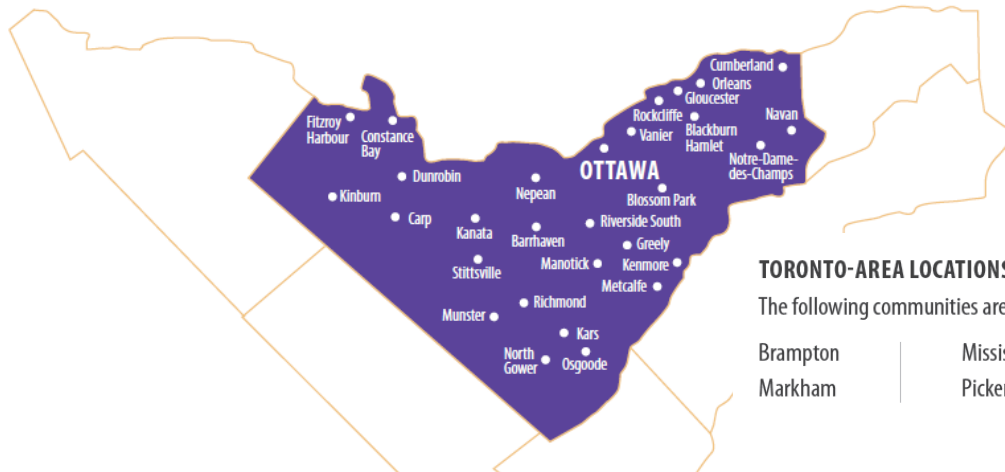 Cumberland
Orleans
Gloucester
Rockcliffe
Navan
Fitzroy
Harbour
Constance
Bay
Vanier
Blackburn
Hamlet
OTTAWA
Notre-Dame-
des-Champs
Dunrobin
Nepean
Kinburn
Blossom Park
Carp
Kanata
Riverside South
Barrhaven
Greely
Stittsville
Manotick
Kenmore
Metcalfe
Richmond
Munster
Kars
North
Gower
Osgoode
TORONTO-AREA LOCATIONS
The following communities are
Brampton
Missis
Markham
Picker